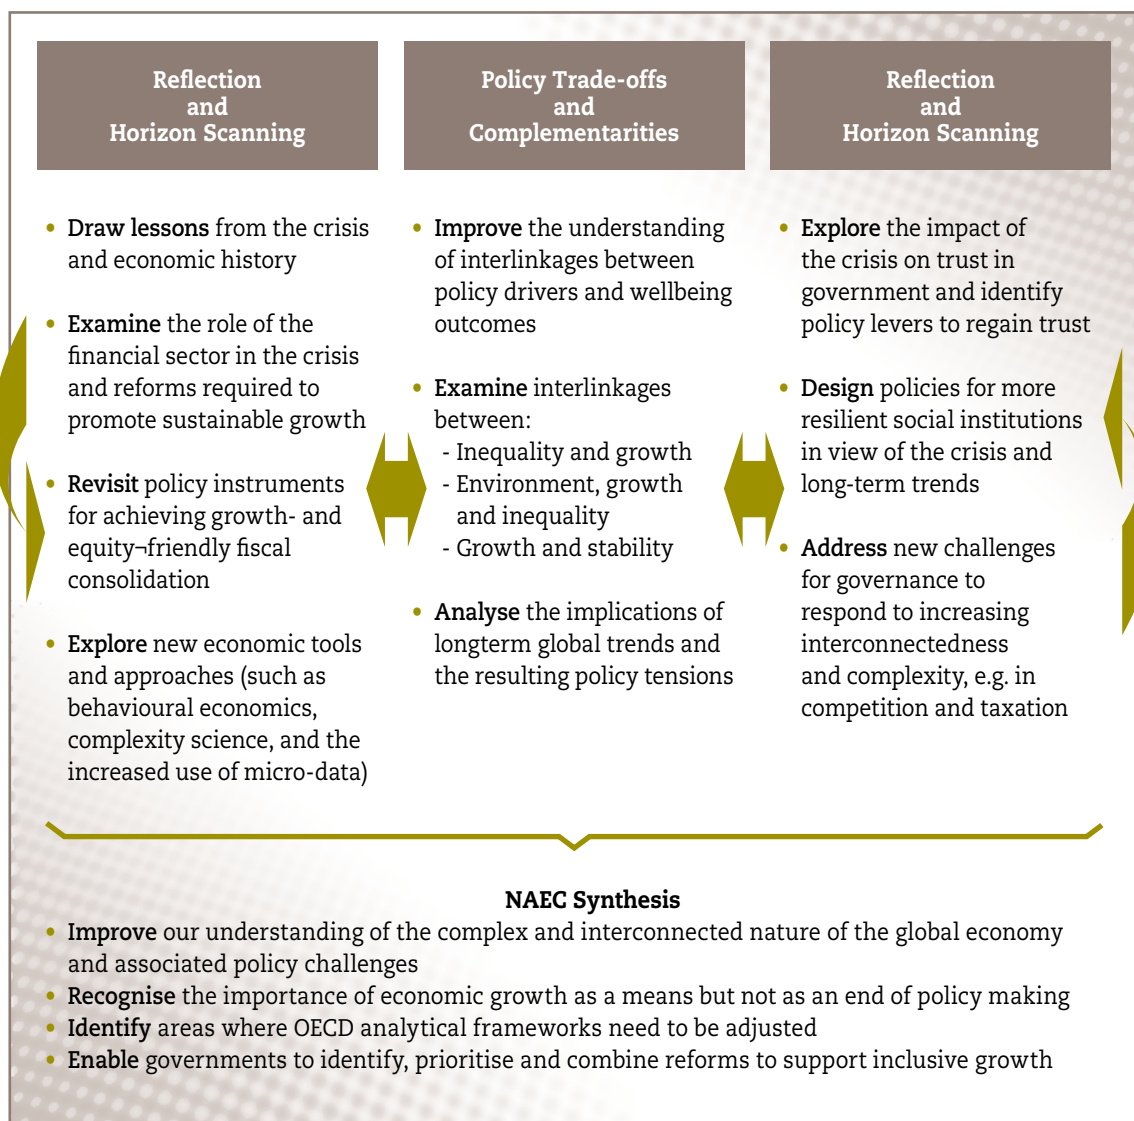 Reflection
and
Horizon Scanning
• Draw lessons from the crisis
and economic history
• Examine the role of the
financial sector in the crisis
and reforms required to
promote sustainable growth
• Revisit policy instruments
for achieving growth- and
equity¬friendly fiscal
consolidation
• Explore new economic tools
and approaches (such as
behavioural economics,
complexity science, and the
increased use of micro-data)
Policy Trade-offs
and
Complementarities
• Improve the understanding
of interlinkages between
policy drivers and wellbeing
outcomes
• Examine interlinkages
between:
- Inequality and growth
- Environment, growth
and inequality
- Growth and stability
• Analyse the implications of
longterm global trends and
the resulting policy tensions
Reflection
and
Horizon Scanning
• Explore the impact of
the crisis on trust in
government and identify
policy levers to regain trust
• Design policies for more
resilient social institutions
in view of the crisis and
long-term trends
• Address new challenges
for governance to
respond to increasing
interconnectedness
and complexity, e.g. in
competition and taxation
NAEC Synthesis
• Improve our understanding of the complex and interconnected nature of the global economy
and associated policy challenges
• Recognise the importance of economic growth as a means but not as an end of policy making
• Identify areas where OECD analytical frameworks need to be adjusted
• Enable governments to identify, prioritise and combine reforms to support inclusive growth